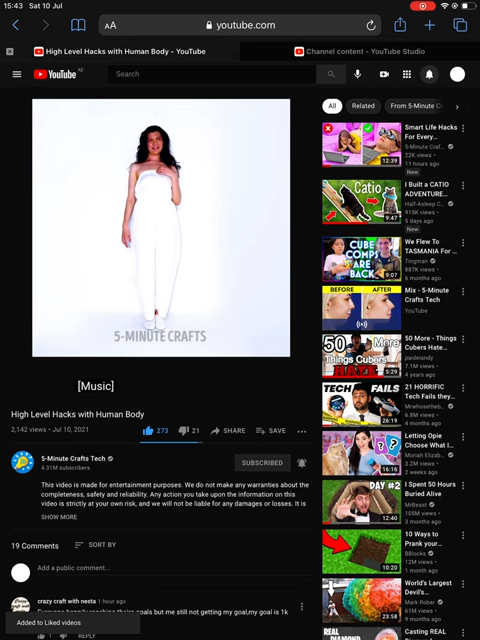 15:43 Sat 10 Jul
AA youtube.com
High Level Hacks with Human Body - YouTube
Channel content - YouTube Studio
YouTube AE
Search
5-MINUTE CRAFTS
[Music]
High Level Hacks with Human Body
2,142 views • Jul 10, 2021
273 21 SHARE SAVE
5-Minute Crafts Tech
4.31M subscribers
SUBSCRIBED
This video is made for entertainment purposes. We do not make any warranties about the
completeness, safety and reliability. Any action you take upon the information on this
video is strictly at your own risk, and we will not be liable for any damages or losses. It is
SHOW MORE
19 Comments SORT BY
Add a public comment...
crazy craft with nesta 1 hour ago
Everyone happily reaching their goals but me still not getting my goal,my goal is 1k
Added to Liked videos
REPLY
All Related From 5-Minute C
12:39
Smart Life Hacks
For Every...
5-Minute Craf...
22K views •
11 hours ago
New
Catio
9:47
I Built a CATIO
ADVENTURE...
Half-Asleep C...
915K views •
5 days ago
New
CUBE
COMPS
ARE
BACK
9:07
We Flew To
TASMANIA For ...
Tingman
887K views •
6 months ago
BEFORE AFTER
Mix - 5-Minute
Crafts Tech
YouTube
50 More
HATE
5:29
50 More - Things
Cubers Hate...
paideiandy
7.1M views •
4 years ago
TECH FAILS
26:19
21 HORRIFIC
Tech Fails they...
Mrwhosetheb...
6.8M views •
4 months ago
16:16
Letting Opie
Choose What I...
Moriah Elizab...
3.2M views •
2 weeks ago
DAY #2
12:40
I Spent 50 Hours
Buried Alive
MrBeast
105M views •
3 months ago
10:20
10 Ways to
Prank your...
BBlocks
12M views •
1 month ago
23:58
World's Largest
Devil's...
Mark Rober
61M views •
9 months ago
REAL
Casting REAL